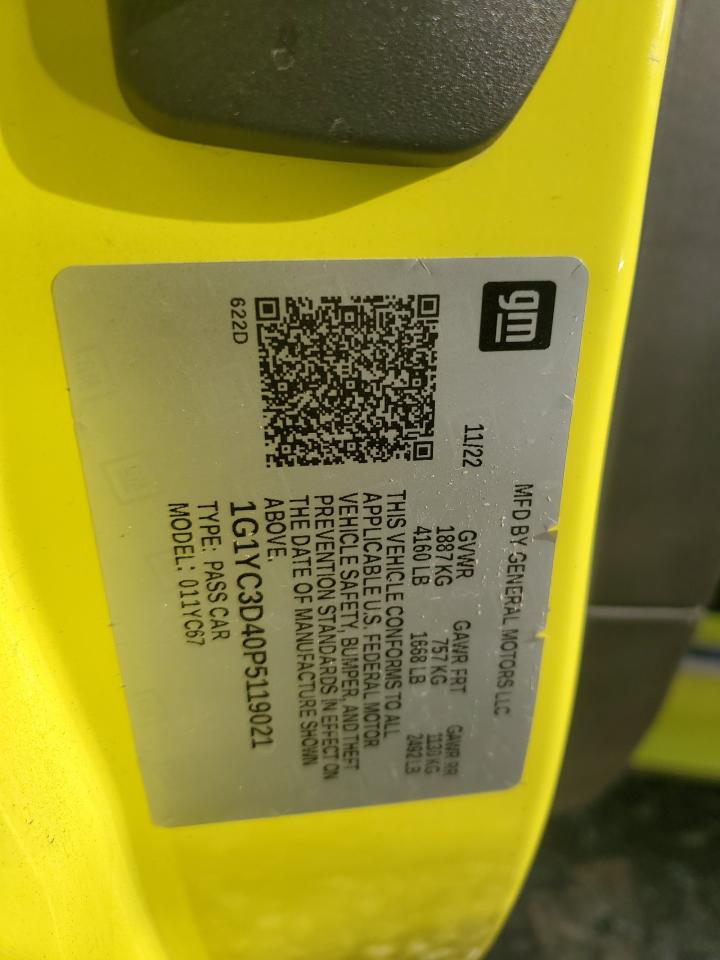 gm
MFD BY GENERAL MOTORS LLC
11/22
GVWR GAWR FRT GAWR RR
1887 KG 757 KG 1130 KG
4160 LB 1668 LB 2492 LB
THIS VEHICLE CONFORMS TO ALL
APPLICABLE U.S. FEDERAL MOTOR
VEHICLE SAFETY, BUMPER, AND THEFT
PREVENTION STANDARDS IN EFFECT ON
THE DATE OF MANUFACTURE SHOWN
ABOVE.
622D
1G1YC3D40P5119021
TYPE: PASS CAR
MODEL: 011YC67